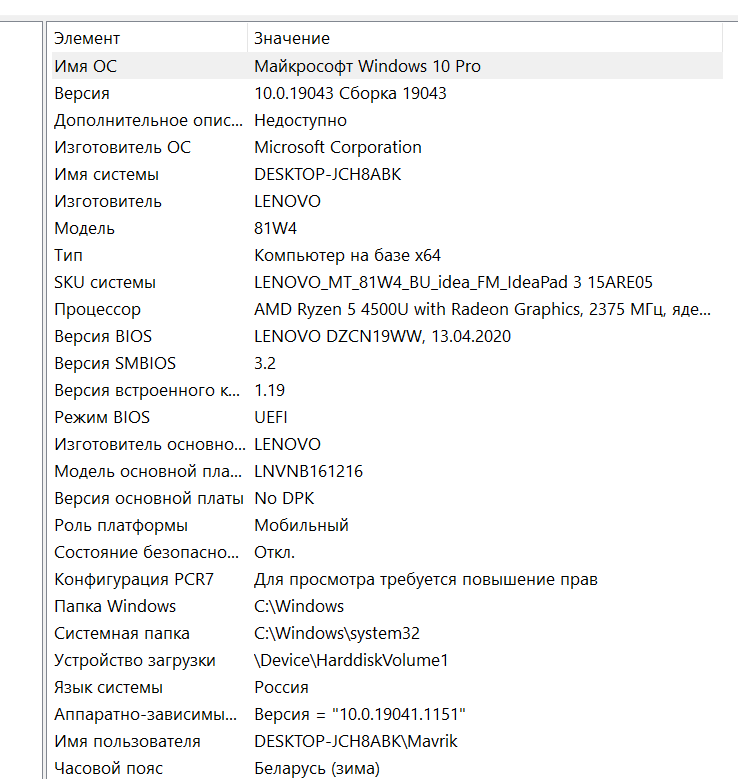 Элемент Значение
Имя ОС Майкрософт Windows 10 Pro
Версия 10.0.19043 Сборка 19043
Дополнительное опис... Недоступно
Изготовитель ОС Microsoft Corporation
Имя системы DESKTOP-JCH8ABK
Изготовитель LENOVO
Модель 81W4
Тип Компьютер на базе x64
SKU системы LENOVO_MT_81W4_BU_idea_FM_IdeaPad 3 15ARE05
Процессор AMD Ryzen 5 4500U with Radeon Graphics, 2375 МГц, яде...
Версия BIOS LENOVO DZCN19WW, 13.04.2020
Версия SMBIOS 3.2
Версия встроенного к... 1.19
Режим BIOS UEFI
Изготовитель основно... LENOVO
Модель основной пла... LNVNB161216
Версия основной платы No DPK
Роль платформы Мобильный
Состояние безопасно... Откл.
Конфигурация PCR7 Для просмотра требуется повышение прав
Папка Windows C:\Windows
Системная папка C:\Windows\system32
Устройство загрузки \Device\HarddiskVolume1
Язык системы Россия
Аппаратно-зависимы... Версия = "10.0.19041.1151"
Имя пользователя DESKTOP-JCH8ABK\Mavrik
Часовой пояс Беларусь (зима)